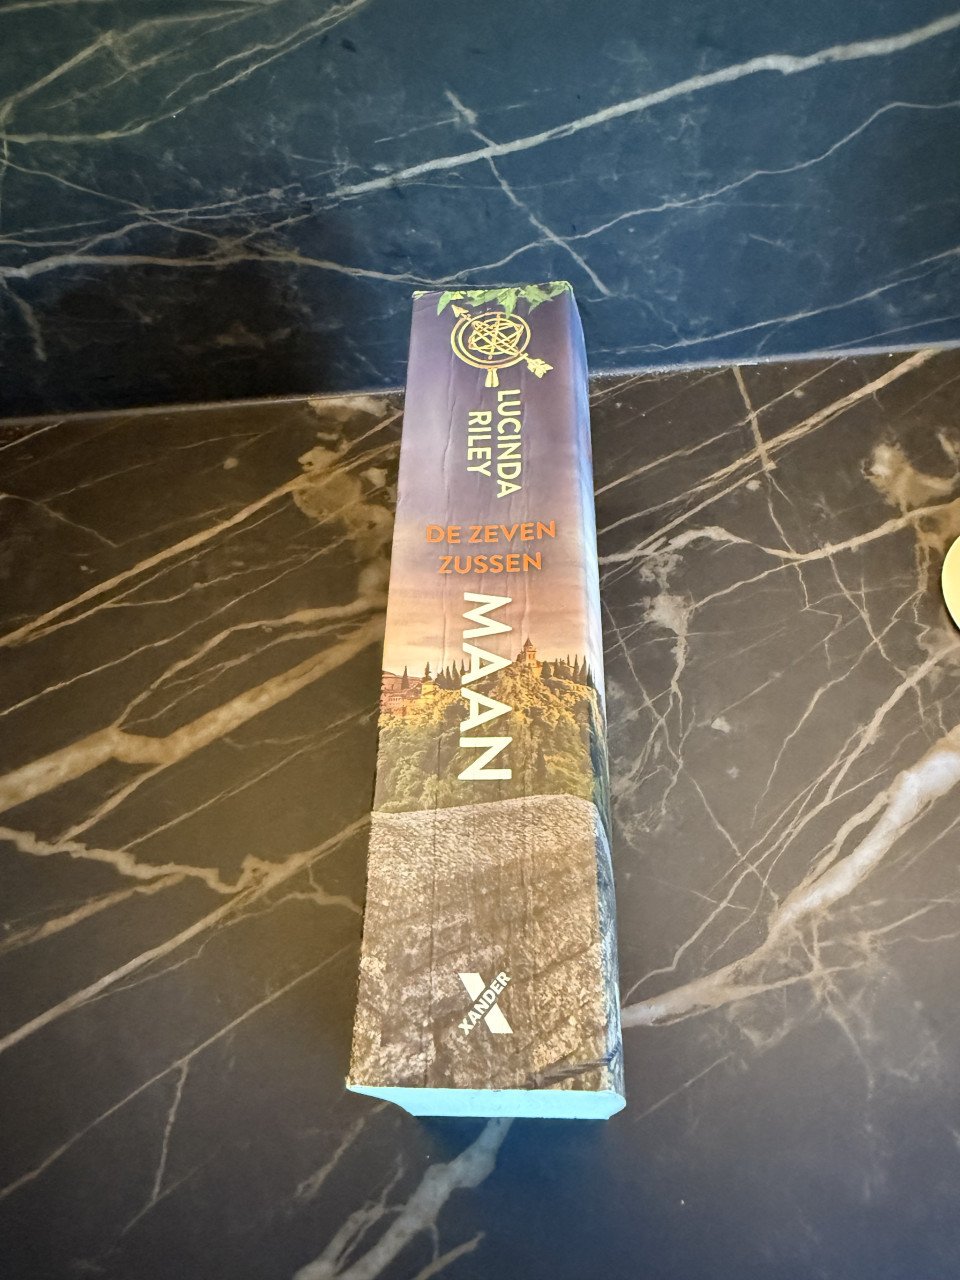 LUCINDA
RILEY
DE ZEVEN
ZUSSEN
MAAN
XANDER